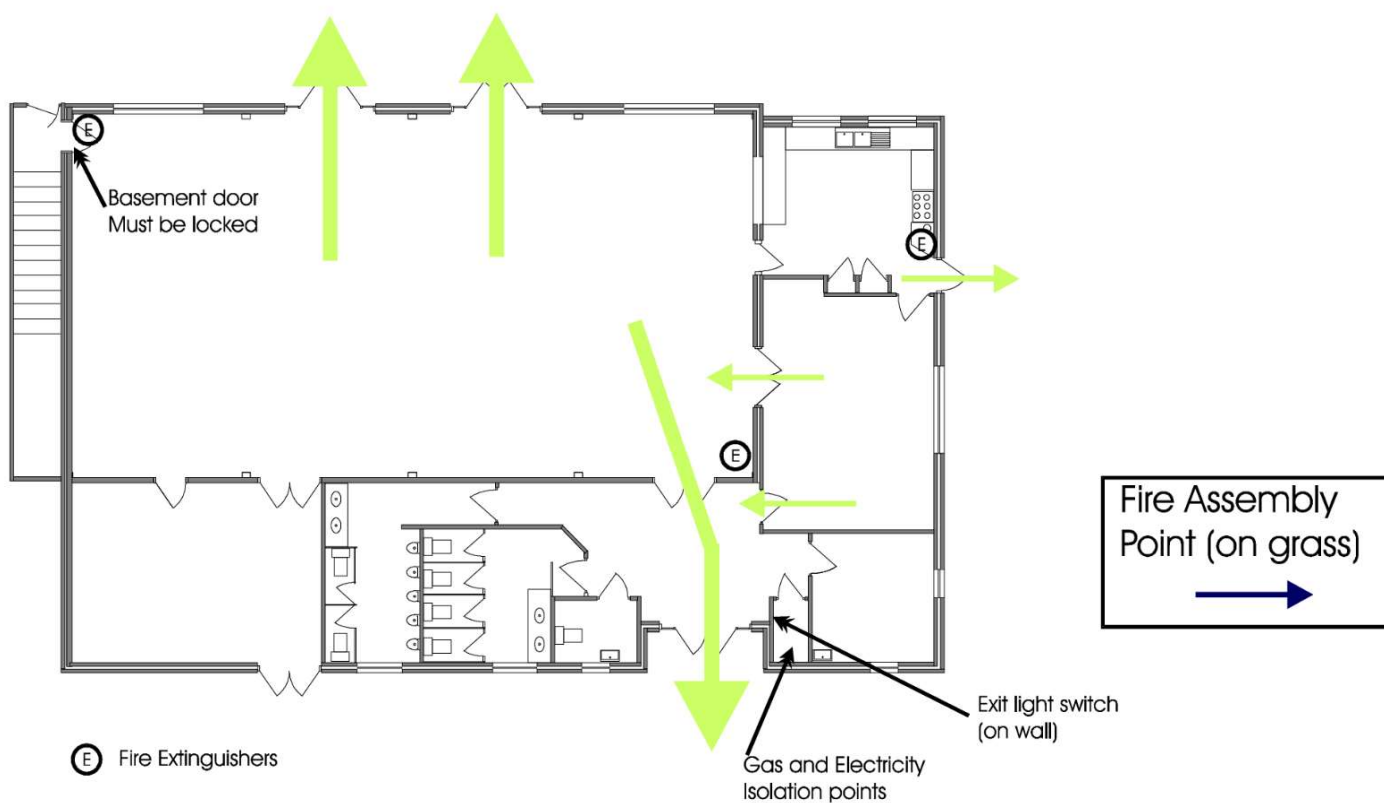 E
Basement door
Must be locked
E
E
Fire Assembly
Point (on grass)
Exit light switch
(on wall)
E Fire Extinguishers
Gas and Electricity
Isolation points